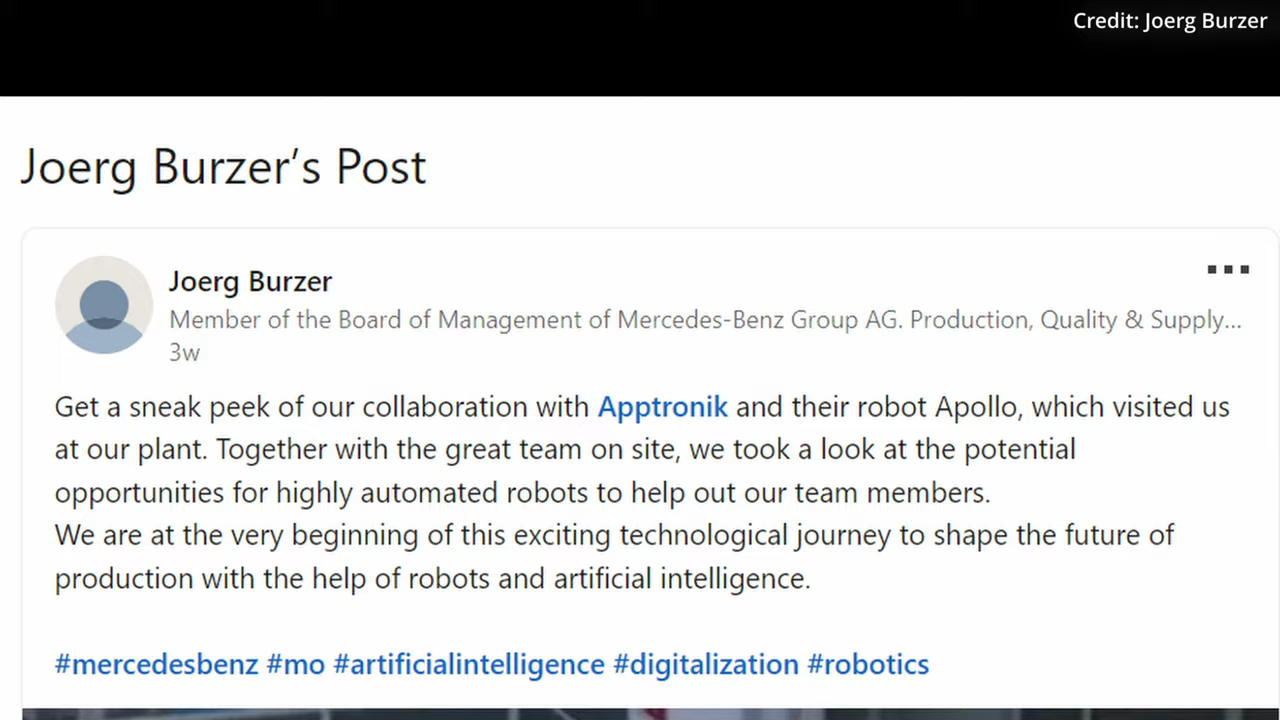 Credit: Joerg Burzer
Joerg Burzer’s Post
Joerg Burzer
Member of the Board of Management of Mercedes-Benz Group AG. Production, Quality & Supply...
3w
Get a sneak peek of our collaboration with Apptronik and their robot Apollo, which visited us
at our plant. Together with the great team on site, we took a look at the potential
opportunities for highly automated robots to help out our team members.
We are at the very beginning of this exciting technological journey to shape the future of
production with the help of robots and artificial intelligence.
#mercedesbenz #mo #artificialintelligence #digitalization #robotics